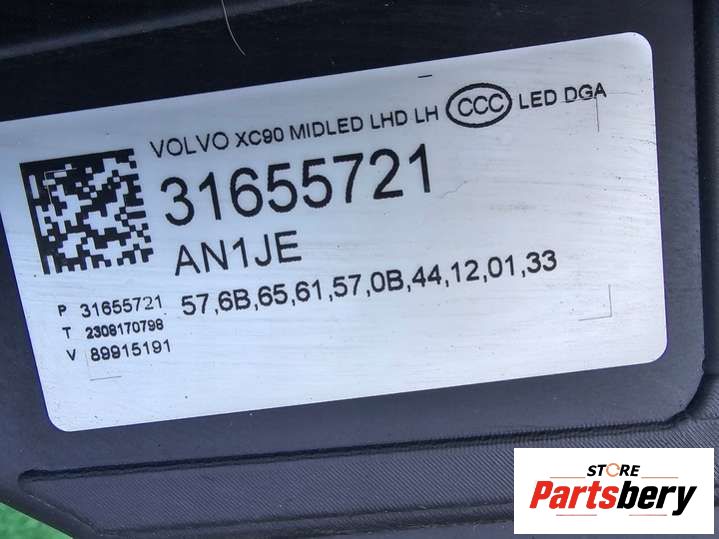 VOLVO XC90 MIDLED LHD LH CCC LED DGA
31655721
AN1JE
57,6B,65,61,57,0B,44,12,01,33
P 31655721
T 2308170798
V 89915191
STORE
Partsbery